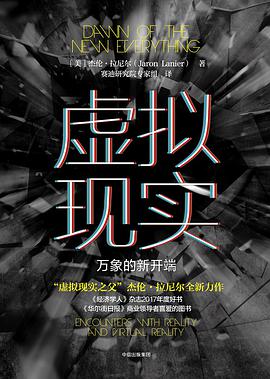 DAWN OF THE
NEW EVERYTHING
[美]杰伦·拉尼尔(Jaron Lanier) 著
赛迪研究院专家组 译
虚拟
现实
万象的新开端
“虚拟现实之父”杰伦·拉尼尔全新力作
《经济学人》杂志2017年度好书
《华尔街日报》商业领导者喜爱的图书
ENCOUNTERS WITH REALITY
AND VIRTUAL REALITY
中信出版集团